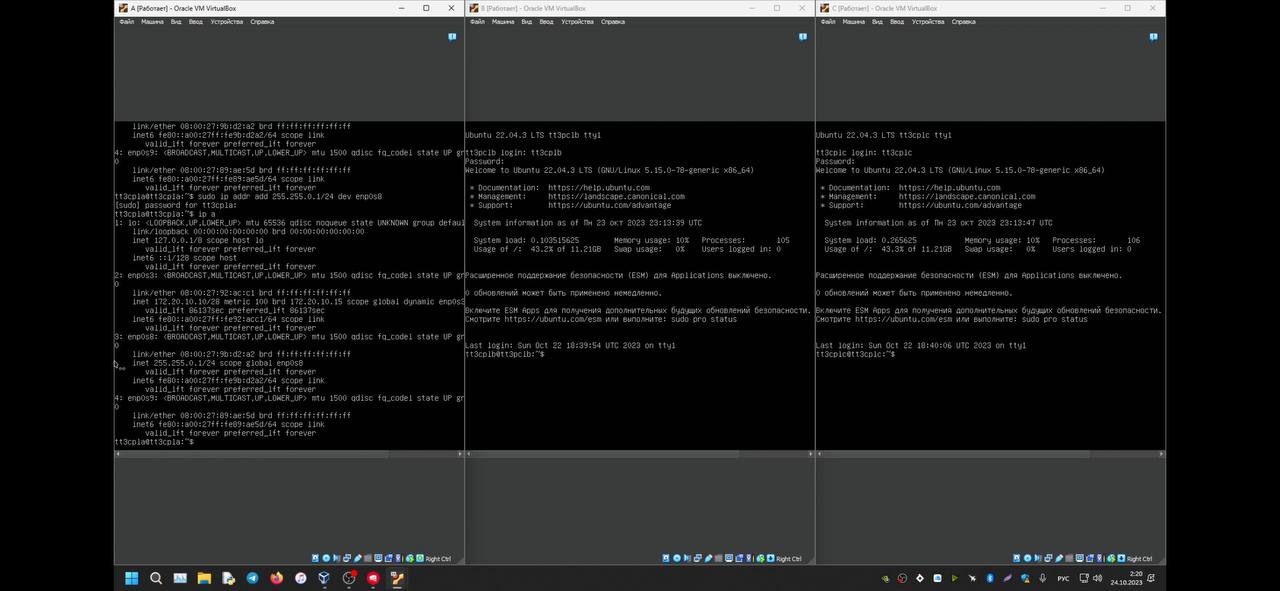 A [Работает] - Oracle VM VirtualBox
Файл Машина Вид Ввод Устройства Справка
link/ether 08:00:27:9b:d2:a2 brd ff:ff:ff:ff:ff:ff
inet6 fe80::a00:27ff:fe9b:d2a2/64 scope link
valid_lft forever preferred_lft forever
4: enp0s9: <BROADCAST,MULTICAST,UP,LOWER_UP> mtu 1500 qdisc fq_codel state UP gr
0
link/ether 08:00:27:89:ae:5d brd ff:ff:ff:ff:ff:ff
inet6 fe80::a00:27ff:fe89:ae5d/64 scope link
valid_lft forever preferred_lft forever
tt3cpla@tt3cpla:~$ sudo ip addr add 255.255.0.1/24 dev enp0s8
[sudo] password for tt3cpla:
tt3cpla@tt3cpla:~$ ip a
1: lo: <LOOPBACK,UP,LOWER_UP> mtu 65536 qdisc noqueue state UNKNOWN group defaul
link/loopback 00:00:00:00:00:00 brd 00:00:00:00:00:00
inet 127.0.0.1/8 scope host lo
valid_lft forever preferred_lft forever
inet6 ::1/128 scope host
valid_lft forever preferred_lft forever
2: enp0s3: <BROADCAST,MULTICAST,UP,LOWER_UP> mtu 1500 qdisc fq_codel state UP gr
0
link/ether 08:00:27:92:ac:c1 brd ff:ff:ff:ff:ff:ff
inet 172.20.10.10/28 metric 100 brd 172.20.10.15 scope global dynamic enp0s3
valid_lft 86137sec preferred_lft 86137sec
inet6 fe80::a00:27ff:fe92:acc1/64 scope link
valid_lft forever preferred_lft forever
3: enp0s8: <BROADCAST,MULTICAST,UP,LOWER_UP> mtu 1500 qdisc fq_codel state UP gr
0
link/ether 08:00:27:9b:d2:a2 brd ff:ff:ff:ff:ff:ff
inet 255.255.0.1/24 scope global enp0s8
valid_lft forever preferred_lft forever
inet6 fe80::a00:27ff:fe9b:d2a2/64 scope link
valid_lft forever preferred_lft forever
4: enp0s9: <BROADCAST,MULTICAST,UP,LOWER_UP> mtu 1500 qdisc fq_codel state UP gr
0
link/ether 08:00:27:89:ae:5d brd ff:ff:ff:ff:ff:ff
inet6 fe80::a00:27ff:fe89:ae5d/64 scope link
valid_lft forever preferred_lft forever
tt3cpla@tt3cpla:~$
Right Ctrl
B [Работает] - Oracle VM VirtualBox
Файл Машина Вид Ввод Устройства Справка
Ubuntu 22.04.3 LTS tt3cplb tty1
tt3cplb login: tt3cplb
Password:
Welcome to Ubuntu 22.04.3 LTS (GNU/Linux 5.15.0-78-generic x86_64)
* Documentation: https://help.ubuntu.com
* Management: https://landscape.canonical.com
* Support: https://ubuntu.com/advantage
System information as of Пн 23 окт 2023 23:13:39 UTC
System load: 0.103515625 Memory usage: 10% Processes: 105
Usage of /: 43.2% of 11.21GB Swap usage: 0% Users logged in: 0
Расширенное поддержание безопасности (ESM) для Applications выключено.
0 обновлений может быть применено немедленно.
Включите ESM Apps для получения дополнительных будущих обновлений безопасности.
Смотрите https://ubuntu.com/esm или выполните: sudo pro status
Last login: Sun Oct 22 18:39:54 UTC 2023 on tty1
tt3cplb@tt3cplb:~$
Right Ctrl
C [Работает] - Oracle VM VirtualBox
Файл Машина Вид Ввод Устройства Справка
Ubuntu 22.04.3 LTS tt3cplc tty1
tt3cplc login: tt3cplc
Password:
Welcome to Ubuntu 22.04.3 LTS (GNU/Linux 5.15.0-78-generic x86_64)
* Documentation: https://help.ubuntu.com
* Management: https://landscape.canonical.com
* Support: https://ubuntu.com/advantage
System information as of Пн 23 окт 2023 23:13:47 UTC
System load: 0.265625 Memory usage: 10% Processes: 106
Usage of /: 43.3% of 11.21GB Swap usage: 0% Users logged in: 0
Расширенное поддержание безопасности (ESM) для Applications выключено.
0 обновлений может быть применено немедленно.
Включите ESM Apps для получения дополнительных будущих обновлений безопасности.
Смотрите https://ubuntu.com/esm или выполните: sudo pro status
Last login: Sun Oct 22 18:40:06 UTC 2023 on tty1
tt3cplc@tt3cplc:~$
Right Ctrl
РУС
2:20
24.10.2023